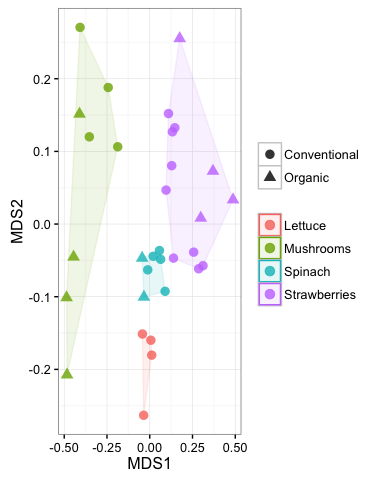 MDS2
0.2
0.1
0.0
-0.1
-0.2
-0.50 -0.25 0.00 0.25 0.50
MDS1
Conventional
Organic
Lettuce
Mushrooms
Spinach
Strawberries